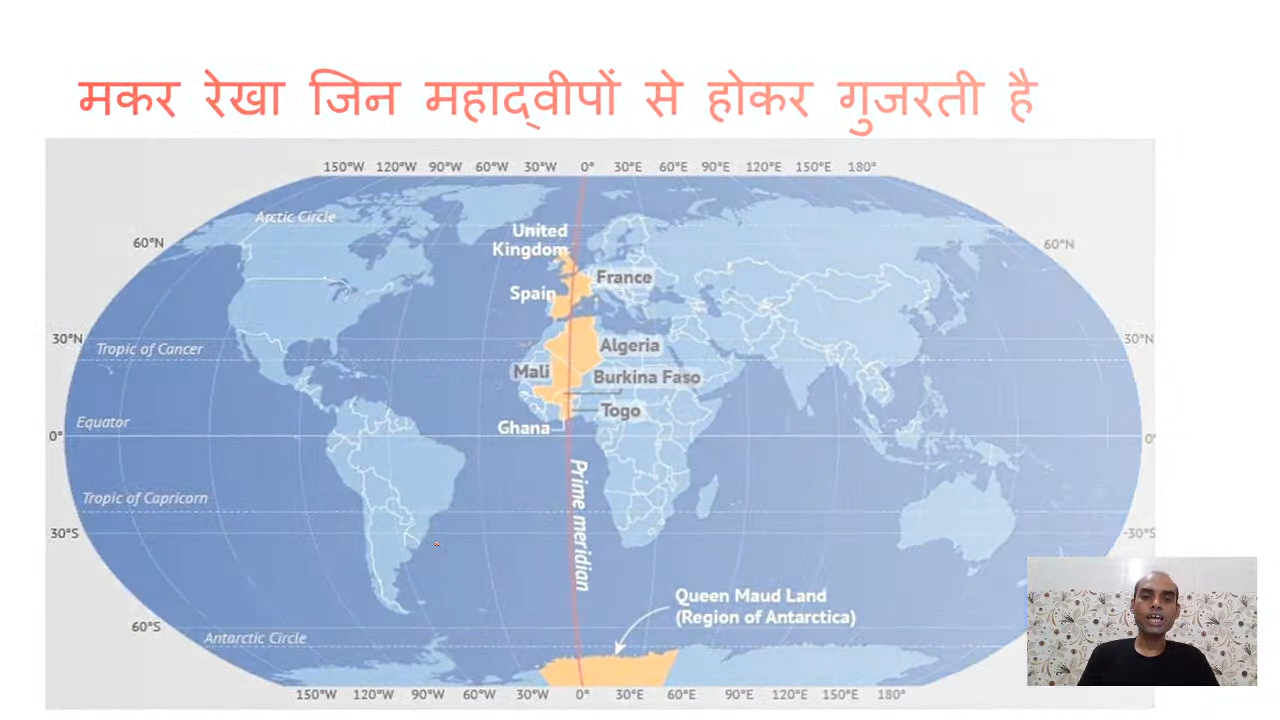 मकर रेखा जिन महाद्वीपों से होकर गुजरती है
150°W 120°W 90°W 60°W 30°W 0° 30°E 60°E 90°E 120°E 150°E 180°
Arctic Circle
60°N
60°N
United
Kingdom
France
Spain
30°N
30°N
Tropic of Cancer
Algeria
Mali
Burkina Faso
Togo
Equator
Ghana
0°
0°
Prime meridian
Tropic of Capricorn
30°S
30°S
Queen Maud Land
(Region of Antarctica)
60°S
Antarctic Circle
150°W 120°W 90°W 60°W 30°W 0° 30°E 60°E 90°E 120°E 150°E 180°